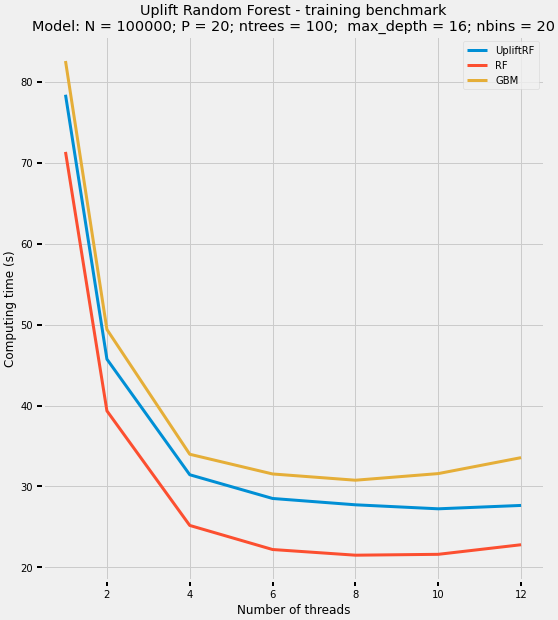 Uplift Random Forest - training benchmark
Model: N = 100000; P = 20; ntrees = 100;  max_depth = 16; nbins = 20
UpliftRF
RF
GBM
Computing time (s)
80
70
60
50
40
30
20
2 4 6 8 10 12
Number of threads